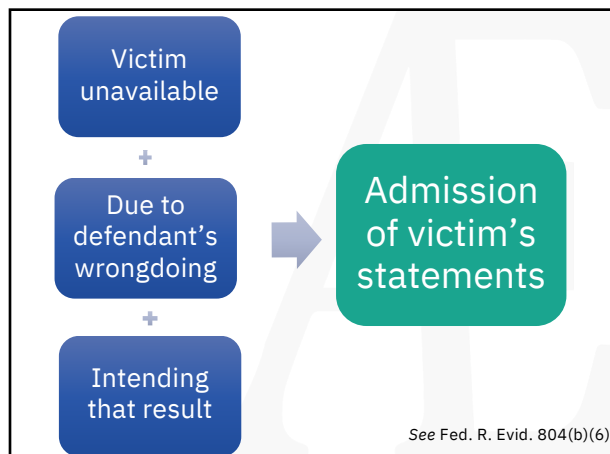 Victim
unavailable
+
Due to
defendant’s
wrongdoing
+
Intending
that result
Admission
of victim’s
statements
See Fed. R. Evid. 804(b)(6)